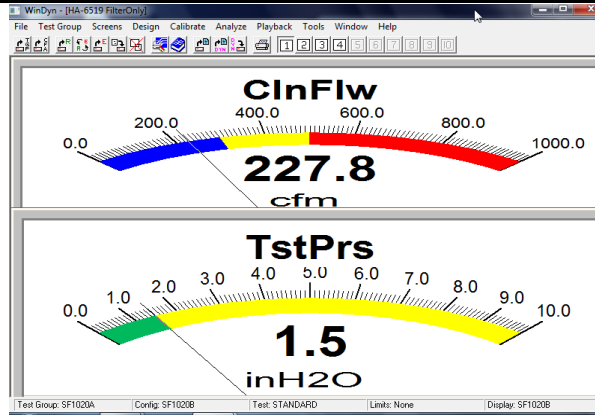 WinDyn - [HA-6519 FilterOnly]
File Test Group Screens Design Calibrate Analyze Playback Tools Window Help
1 2 3 4 5 6 7 8 9 10
ClnFlw
0.0 200.0 400.0 600.0 800.0 1000.0
227.8
cfm
TstPrs
0.0 1.0 2.0 3.0 4.0 5.0 6.0 7.0 8.0 9.0 10.0
1.5
inH2O
Test Group: SF1020A Config: SF1020B Test: STANDARD Limits: None Display: SF1020B